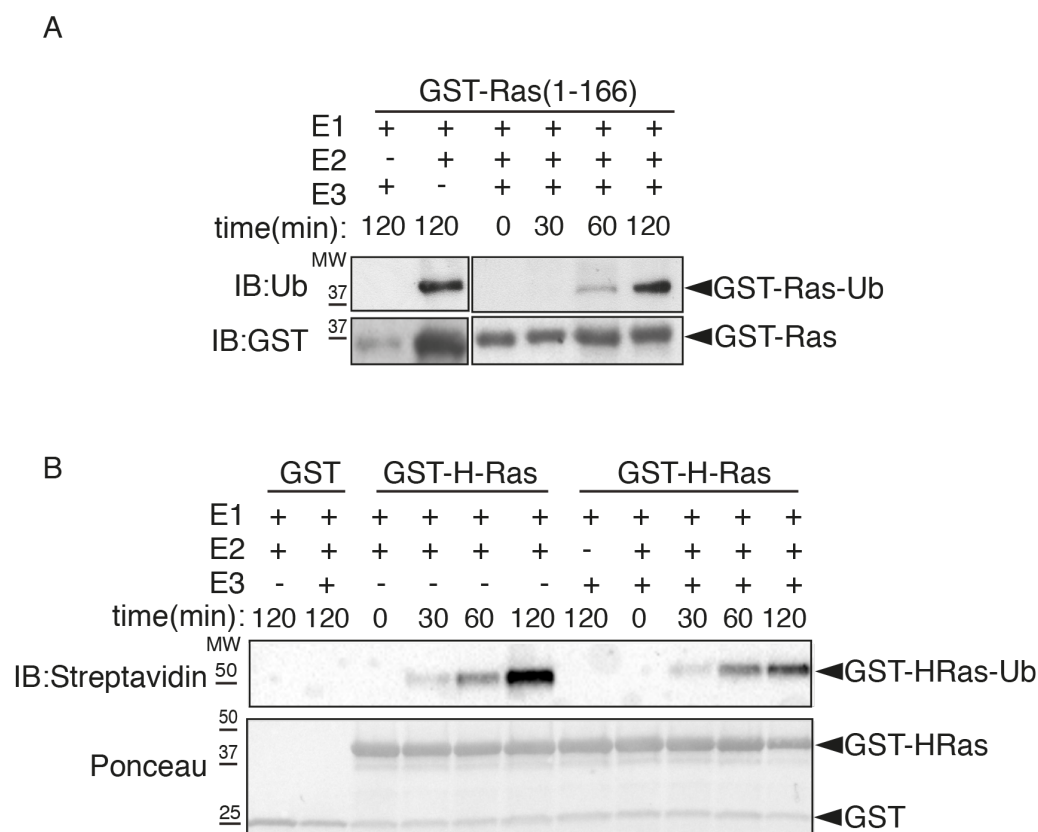 A
GST-Ras(1-166)
E1 + + + + + +
E2 - + + + + +
E3 + - + + + +
time(min): 120 120 0 30 60 120
MW
IB:Ub 37 GST-Ras-Ub
IB:GST 37 GST-Ras
B
GST GST-H-Ras GST-H-Ras
E1 + + + + + + + + + + +
E2 + + + + + + - + + + +
E3 - + - - - - + + + + +
time(min): 120 120 0 30 60 120 120 0 30 60 120
MW
IB:Streptavidin 50 GST-HRas-Ub
50
37 GST-HRas
Ponceau
25 GST